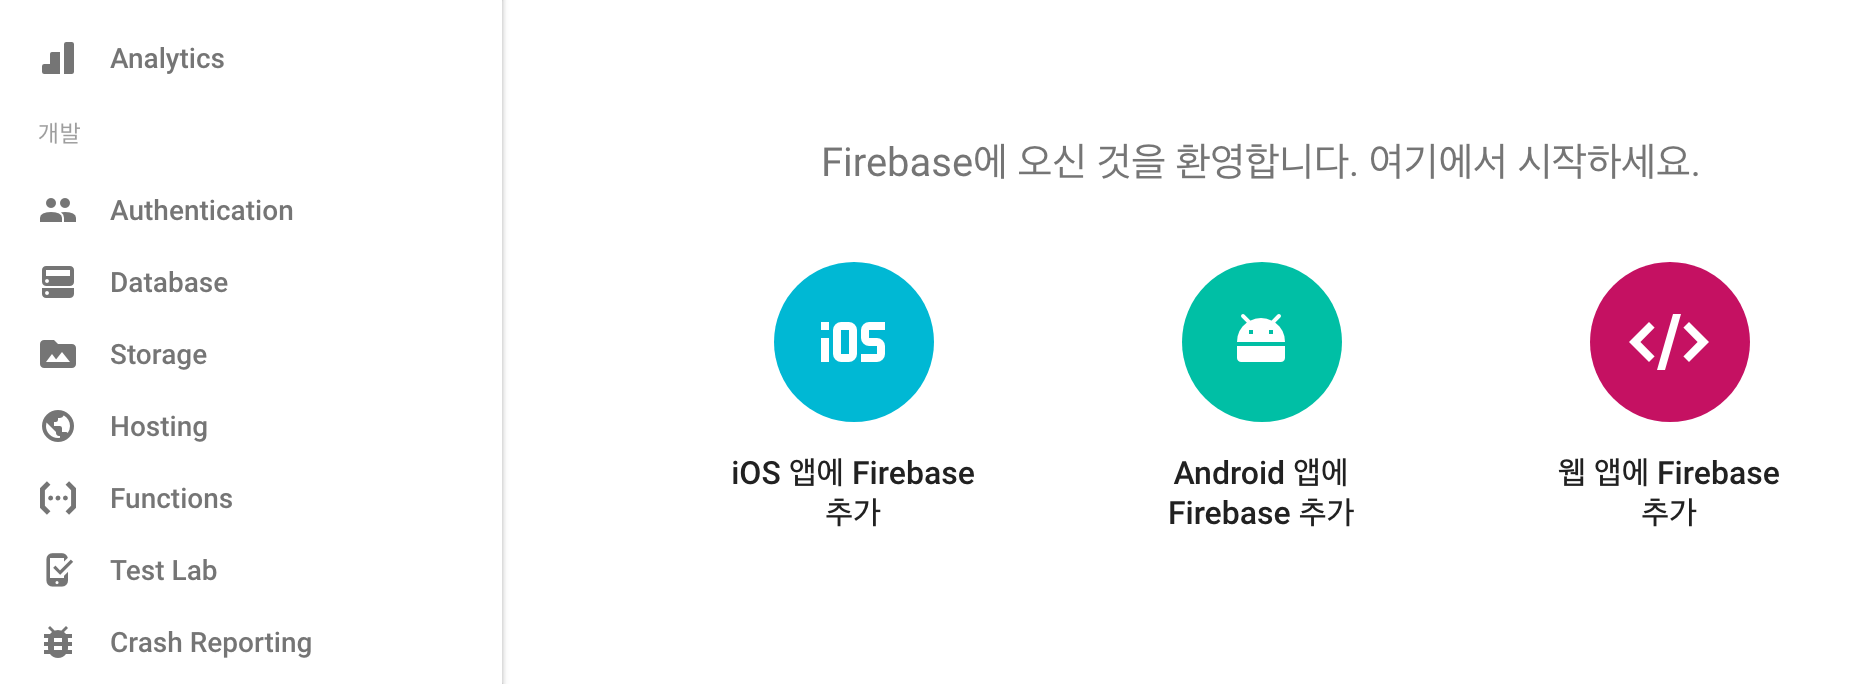 Analytics
개발
Authentication
Database
Storage
Hosting
Functions
Test Lab
Crash Reporting
Firebase에 오신 것을 환영합니다. 여기에서 시작하세요.
iOS
iOS 앱에 Firebase
추가
Android 앱에
Firebase 추가
</>
웹 앱에 Firebase
추가